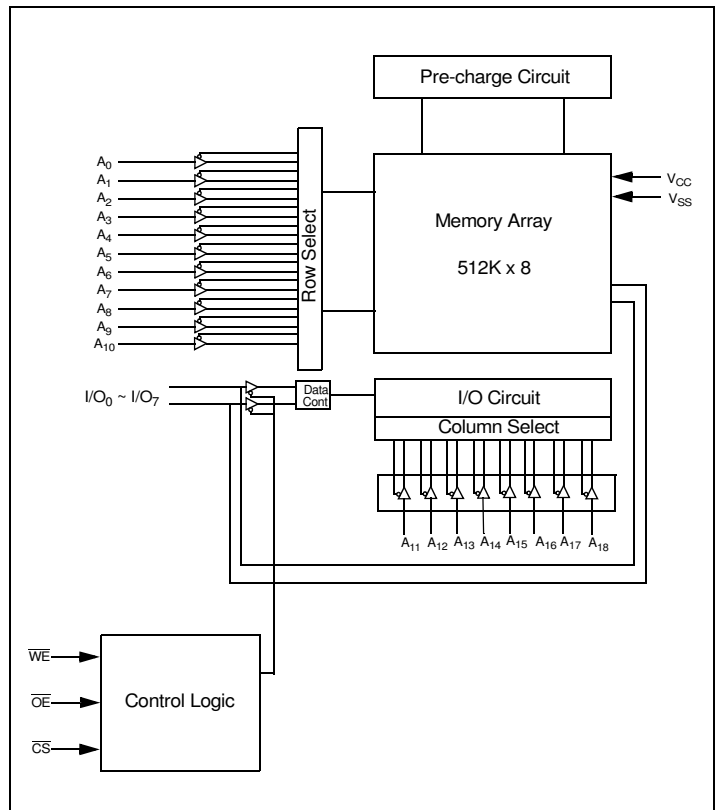 Pre-charge Circuit
A0
A1
A2
A3
A4
A5
A6
A7
A8
A9
A10
Row Select
Memory Array
512K x 8
VCC
VSS
I/O0 ~ I/O7
Data
Cont
I/O Circuit
Column Select
A11
A12
A13
A14
A15
A16
A17
A18
WE
OE
CS
Control Logic